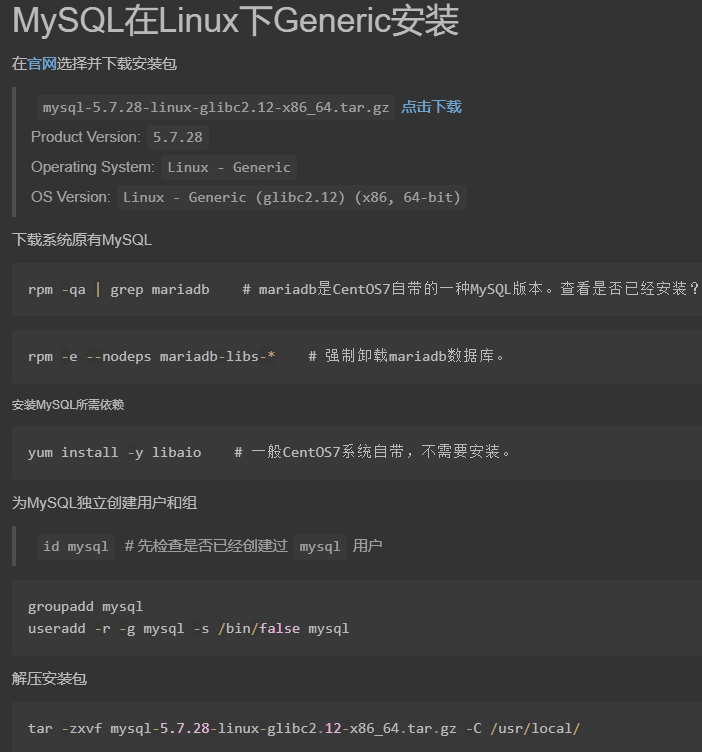 MySQL在Linux下Generic安装
在官网选择并下载安装包
mysql-5.7.28-linux-glibc2.12-x86_64.tar.gz 点击下载
Product Version: 5.7.28
Operating System: Linux - Generic
OS Version: Linux - Generic (glibc2.12) (x86, 64-bit)
下载系统原有MySQL
rpm -qa | grep mariadb    # mariadb是CentOS7自带的一种MySQL版本。查看是否已经安装？
rpm -e --nodeps mariadb-libs-*    # 强制卸载mariadb数据库。
安装MySQL所需依赖
yum install -y libaio    # 一般CentOS7系统自带，不需要安装。
为MySQL独立创建用户和组
id mysql # 先检查是否已经创建过 mysql 用户
groupadd mysql
useradd -r -g mysql -s /bin/false mysql
解压安装包
tar -zxvf mysql-5.7.28-linux-glibc2.12-x86_64.tar.gz -C /usr/local/